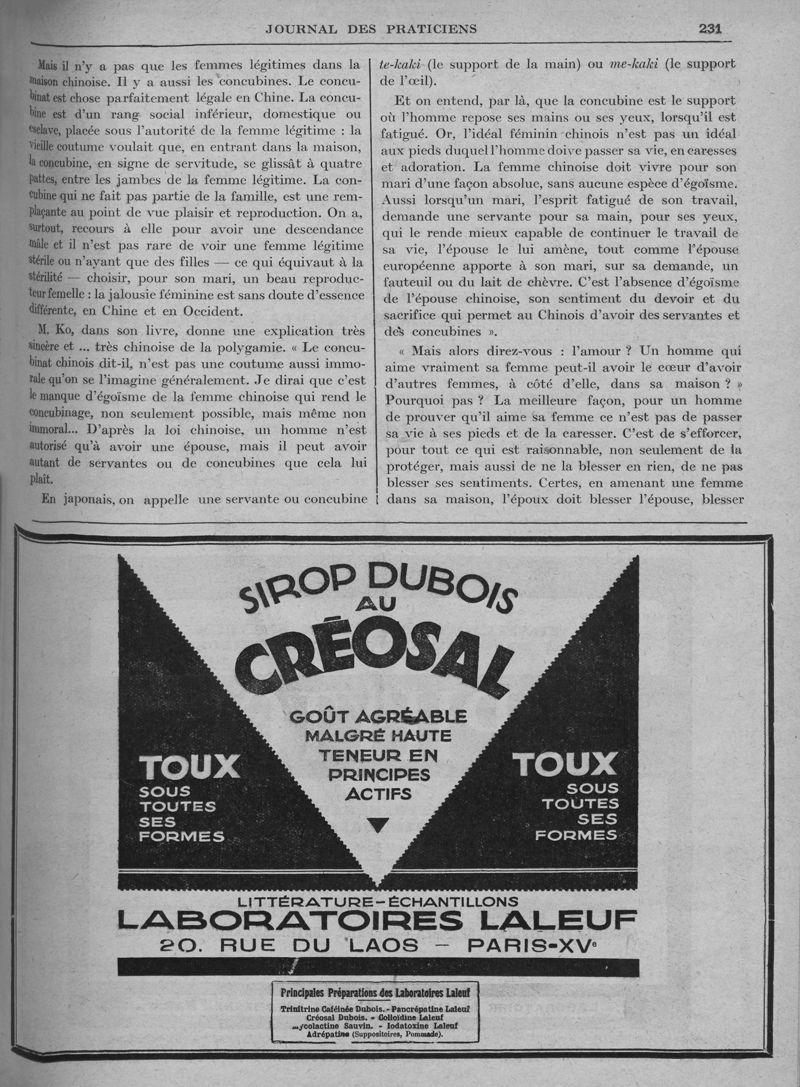 JOURNAL DES PRATICIENS 231
Mais il n'y a pas que les femmes légitimes dans la
maison chinoise. Il y a aussi les concubines. Le concu-
binat est chose parfaitement légale en Chine. La concu-
bine est d'un rang social inférieur, domestique ou
esclave, placée sous l'autorité de la femme légitime : la
vieille coutume voulait que, en entrant dans la maison,
la concubine, en signe de servitude, se glissât à quatre
pattes, entre les jambes de la femme légitime. La con-
cubine qui ne fait pas partie de la famille, est une rem-
plaçante au point de vue plaisir et reproduction. On a,
surtout, recours à elle pour avoir une descendance
mâle et il n'est pas rare de voir une femme légitime
stérile ou n'ayant que des filles — ce qui équivaut à la
stérilité — choisir, pour son mari, un beau reproduc-
teur femelle : la jalousie féminine est sans doute d'essence
différente, en Chine et en Occident.
M. Ko, dans son livre, donne une explication très
sincère et ... très chinoise de la polygamie. « Le concu-
binat chinois dit-il, n'est pas une coutume aussi immo-
rale qu'on se l'imagine généralement. Je dirai que c'est
le manque d'égoïsme de la femme chinoise qui rend le
concubinage, non seulement possible, mais même non
immoral... D'après la loi chinoise, un homme n'est
autorisé qu'à avoir une épouse, mais il peut avoir
autant de servantes ou de concubines que cela lui
plaît.
En japonais, on appelle une servante ou concubine
te-kaki (le support de la main) ou me-kaki (le support
de l'œil).
Et on entend, par là, que la concubine est le support
où l'homme repose ses mains ou ses yeux, lorsqu'il est
fatigué. Or, l'idéal féminin chinois n'est pas un idéal
aux pieds duquel l'homme doive passer sa vie, en caresses
et adoration. La femme chinoise doit vivre pour son
mari d'une façon absolue, sans aucune espèce d'égoïsme.
Aussi lorsqu'un mari, l'esprit fatigué de son travail,
demande une servante pour sa main, pour ses yeux,
qui le rende mieux capable de continuer le travail de
sa vie, l'épouse le lui amène, tout comme l'épouse
européenne apporte à son mari, sur sa demande, un
fauteuil ou du lait de chèvre. C'est l'absence d'égoïsme
de l'épouse chinoise, son sentiment du devoir et du
sacrifice qui permet au Chinois d'avoir des servantes et
des concubines ».
« Mais alors direz-vous : l'amour ? Un homme qui
aime vraiment sa femme peut-il avoir le cœur d'avoir
d'autres femmes, à côté d'elle, dans sa maison ? »
Pourquoi pas ? La meilleure façon, pour un homme
de prouver qu'il aime sa femme ce n'est pas de passer
sa vie à ses pieds et de la caresser. C'est de s'efforcer,
pour tout ce qui est raisonnable, non seulement de la
protéger, mais aussi de ne la blesser en rien, de ne pas
blesser ses sentiments. Certes, en amenant une femme
dans sa maison, l'époux doit blesser l'épouse, blesser
SIROP DUBOIS
AU
CRÉOSAL
GOÛT AGRÉABLE
MALGRÉ HAUTE
TENEUR EN
PRINCIPES
ACTIFS
TOUX
SOUS
TOUTES
SES
FORMES
TOUX
SOUS
TOUTES
SES
FORMES
LITTÉRATURE-ÉCHANTILLONS
LABORATOIRES LALEUF
20. RUE DU LAOS — PARIS-XVe
Principales Préparations des Laboratoires Laleuf
Trinitrine Caféinée Dubois. - Pancrépatine Laleuf
Créosal Dubois. - Colloïdine Laleuf
Sauvin. - Iodatoxine Laleuf
Adrépatine (Suppositoires, Pommade).